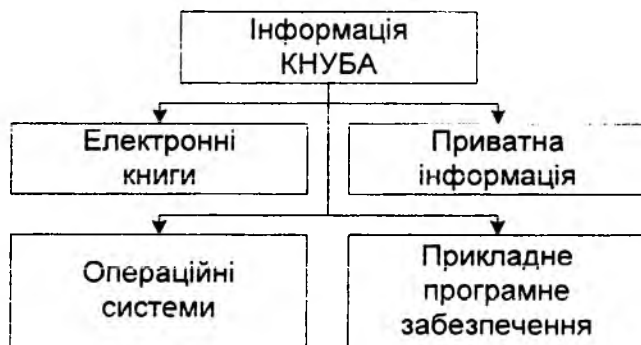 Інформація
КНУБА
Електронні
книги
Приватна
інформація
Операційні
системи
Прикладне
програмне
забезпечення